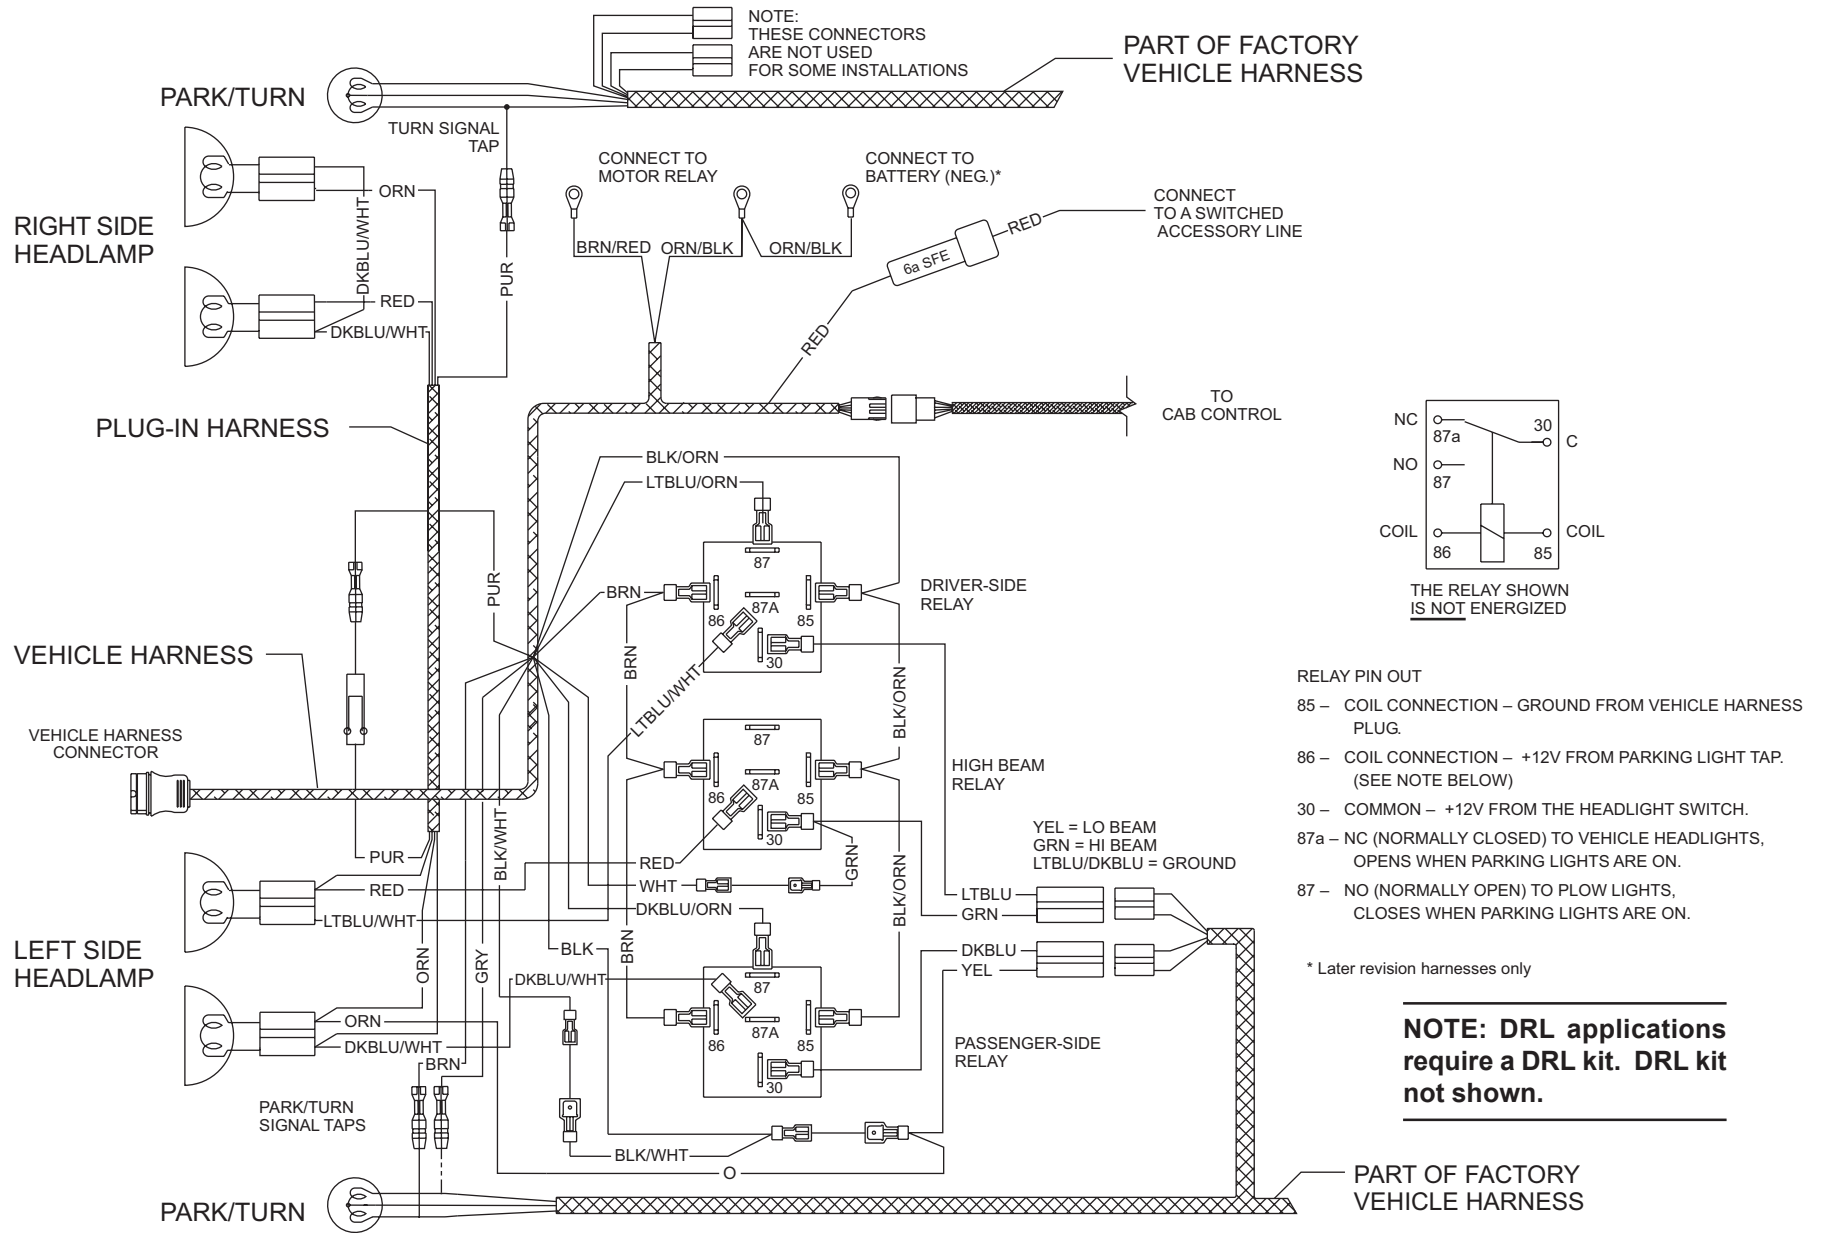 NOTE:
THESE CONNECTORS
ARE NOT USED
FOR SOME INSTALLATIONS
PART OF FACTORY
VEHICLE HARNESS
PARK/TURN
TURN SIGNAL
TAP
CONNECT TO
MOTOR RELAY
CONNECT TO
BATTERY (NEG.)*
CONNECT
TO A SWITCHED
ACCESSORY LINE
ORN
DKBLU/WHT
RIGHT SIDE
HEADLAMP
RED
DKBLU/WHT
PUR
BRN/RED
ORN/BLK
ORN/BLK
6a SFE
RED
RED
TO
CAB CONTROL
PLUG-IN HARNESS
NC
87a
30
C
NO
87
COIL
86
85
COIL
THE RELAY SHOWN
IS NOT ENERGIZED
BLK/ORN
LTBLU/ORN
87
87A
86
85
30
BRN
DRIVER-SIDE
RELAY
PUR
BRN
LTBLU/WHT
BLK/ORN
VEHICLE HARNESS
VEHICLE HARNESS
CONNECTOR
87
87A
86
85
30
HIGH BEAM
RELAY
RELAY PIN OUT
85 – COIL CONNECTION – GROUND FROM VEHICLE HARNESS
PLUG.
86 – COIL CONNECTION – +12V FROM PARKING LIGHT TAP.
(SEE NOTE BELOW)
30 – COMMON – +12V FROM THE HEADLIGHT SWITCH.
87a – NC (NORMALLY CLOSED) TO VEHICLE HEADLIGHTS,
OPENS WHEN PARKING LIGHTS ARE ON.
87 – NO (NORMALLY OPEN) TO PLOW LIGHTS,
CLOSES WHEN PARKING LIGHTS ARE ON.
YEL = LO BEAM
GRN = HI BEAM
LTBLU/DKBLU = GROUND
PUR
RED
LTBLU/WHT
BLK/WHT
RED
WHT
GRN
DKBLU/ORN
BLK/ORN
LTBLU
GRN
DKBLU
YEL
LEFT SIDE
HEADLAMP
ORN
GRY
BLK
BRN
DKBLU/WHT
87
87A
86
85
30
PASSENGER-SIDE
RELAY
ORN
DKBLU/WHT
BRN
* Later revision harnesses only
NOTE: DRL applications
require a DRL kit. DRL kit
not shown.
PARK/TURN
SIGNAL TAPS
BLK/WHT
O
PARK/TURN
PART OF FACTORY
VEHICLE HARNESS